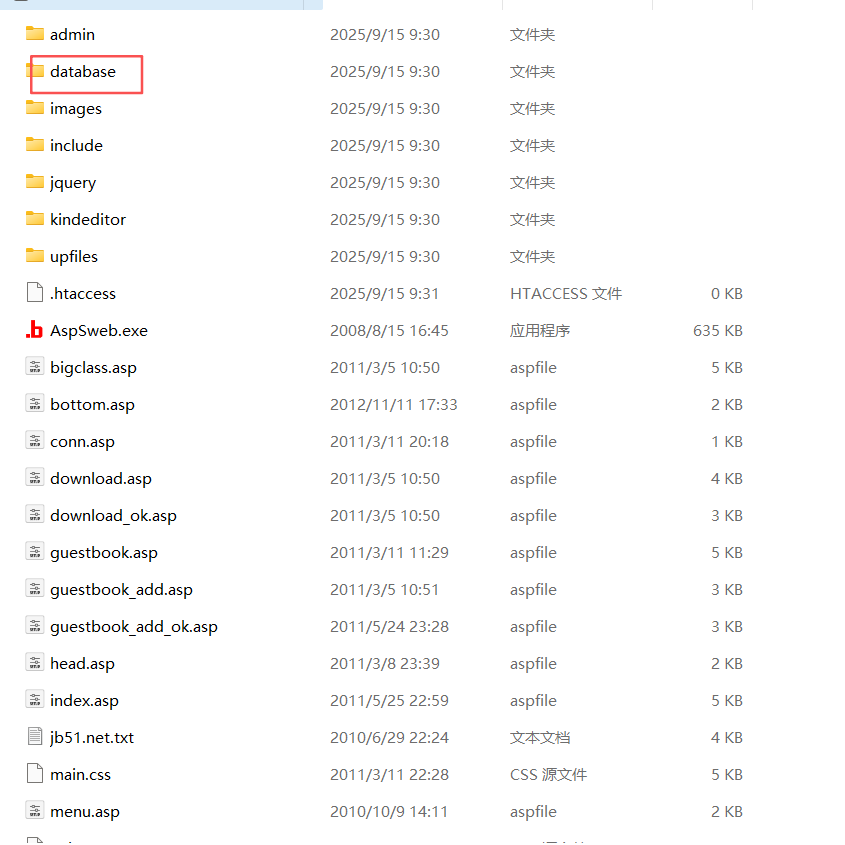 admin 2025/9/15 9:30 文件夹
database 2025/9/15 9:30 文件夹
images 2025/9/15 9:30 文件夹
include 2025/9/15 9:30 文件夹
jquery 2025/9/15 9:30 文件夹
kindeditor 2025/9/15 9:30 文件夹
upfiles 2025/9/15 9:30 文件夹
.htaccess 2025/9/15 9:31 HTACCESS 文件 0 KB
AspSweb.exe 2008/8/15 16:45 应用程序 635 KB
bigclass.asp 2011/3/5 10:50 aspfile 5 KB
bottom.asp 2012/11/11 17:33 aspfile 2 KB
conn.asp 2011/3/11 20:18 aspfile 1 KB
download.asp 2011/3/5 10:50 aspfile 4 KB
download_ok.asp 2011/3/5 10:50 aspfile 3 KB
guestbook.asp 2011/3/11 11:29 aspfile 5 KB
guestbook_add.asp 2011/3/5 10:51 aspfile 3 KB
guestbook_add_ok.asp 2011/5/24 23:28 aspfile 3 KB
head.asp 2011/3/8 23:39 aspfile 2 KB
index.asp 2011/5/25 22:59 aspfile 5 KB
jb51.net.txt 2010/6/29 22:24 文本文档 4 KB
main.css 2011/3/11 22:28 CSS 源文件 5 KB
menu.asp 2010/10/9 14:11 aspfile 2 KB